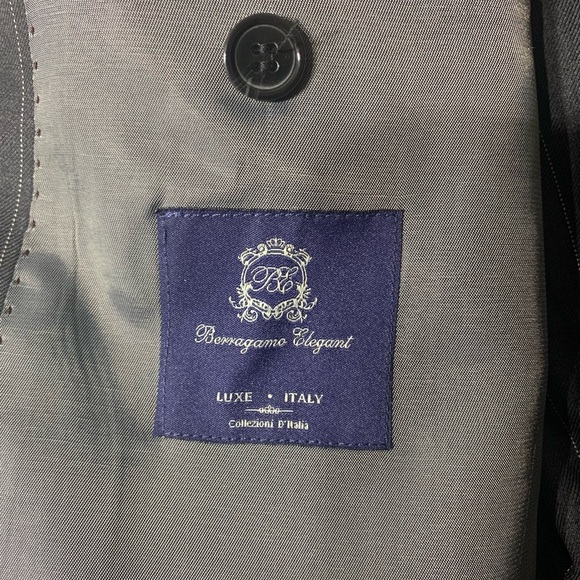 BE
Berragamo Elegant
LUXE • ITALY
Collezioni D'Italia